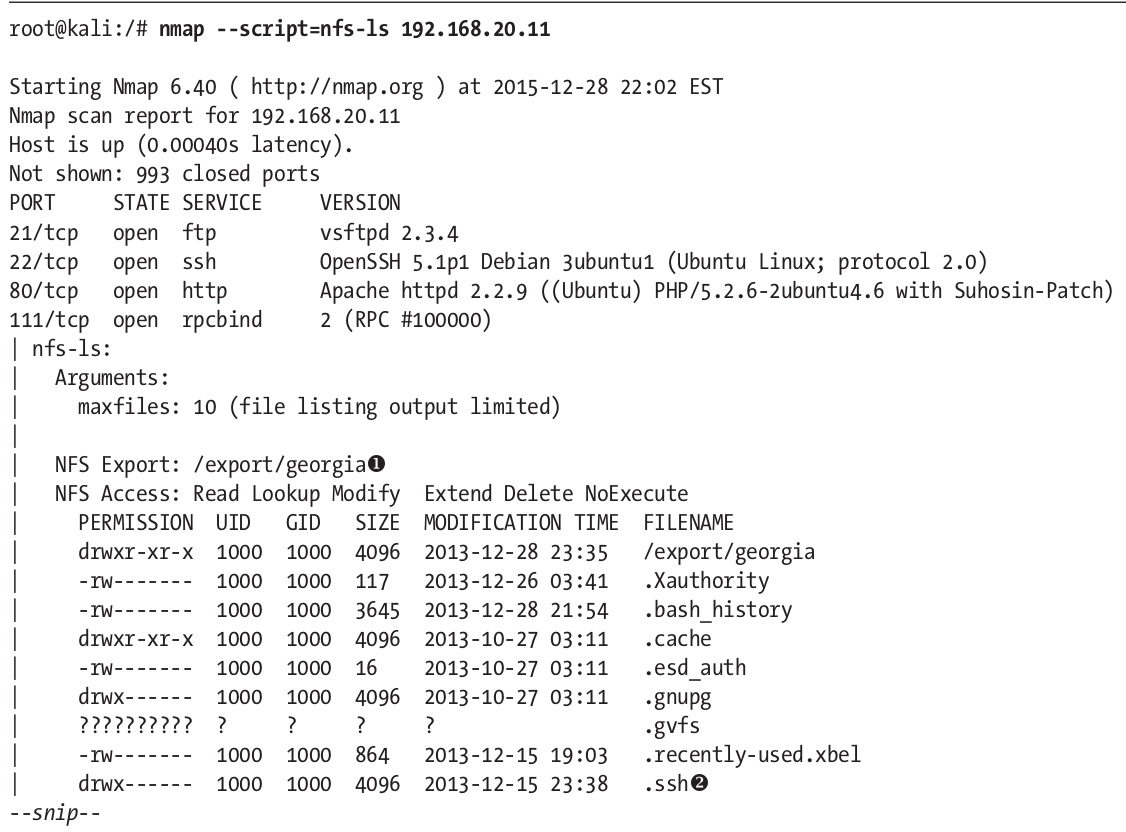 root@kali:/# nmap --script=nfs-ls 192.168.20.11
Starting Nmap 6.40 ( http://nmap.org ) at 2015-12-28 22:02 EST
Nmap scan report for 192.168.20.11
Host is up (0.00040s latency).
Not shown: 993 closed ports
PORT     STATE SERVICE     VERSION
21/tcp   open  ftp         vsftpd 2.3.4
22/tcp   open  ssh         OpenSSH 5.1p1 Debian 3ubuntu1 (Ubuntu Linux; protocol 2.0)
80/tcp   open  http        Apache httpd 2.2.9 ((Ubuntu) PHP/5.2.6-2ubuntu4.6 with Suhosin-Patch)
111/tcp  open  rpcbind     2 (RPC #100000)
| nfs-ls:
|   Arguments:
|     maxfiles: 10 (file listing output limited)
|
|   NFS Export: /export/georgia❶
|   NFS Access: Read Lookup Modify  Extend Delete NoExecute
|     PERMISSION  UID   GID   SIZE  MODIFICATION TIME  FILENAME
|     drwxr-xr-x  1000  1000  4096  2013-12-28 23:35   /export/georgia
|     -rw-------  1000  1000  117   2013-12-26 03:41   .Xauthority
|     -rw-------  1000  1000  3645  2013-12-28 21:54   .bash_history
|     drwxr-xr-x  1000  1000  4096  2013-10-27 03:11   .cache
|     -rw-------  1000  1000  16    2013-10-27 03:11   .esd_auth
|     drwx------  1000  1000  4096  2013-10-27 03:11   .gnupg
|     ??????????  ?     ?     ?     ?                  .gvfs
|     -rw-------  1000  1000  864   2013-12-15 19:03   .recently-used.xbel
|     drwx------  1000  1000  4096  2013-12-15 23:38   .ssh❷
--snip--